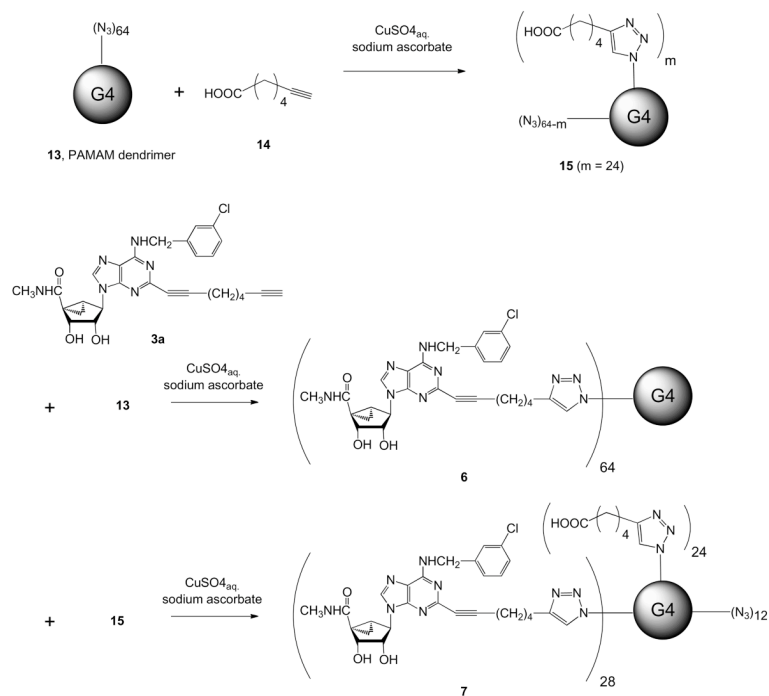 (N3)64
G4
13, PAMAM dendrimer
+
HOOC
4
14
CuSO4aq.
sodium ascorbate
HOOC
4
N
N
N
m
(N3)64-m
G4
15 (m = 24)
Cl
NHCH2
N
N
N
N
O
CH3NH
(CH2)4
OH
OH
3a
+ 13
CuSO4aq.
sodium ascorbate
Cl
NHCH2
N
N
N
N
O
CH3NH
(CH2)4
N
N
N
OH
OH
64
G4
6
+ 15
CuSO4aq.
sodium ascorbate
HOOC
4
N
N
N
24
Cl
NHCH2
N
N
N
N
O
CH3NH
(CH2)4
N
N
N
OH
OH
28
G4
(N3)12
7